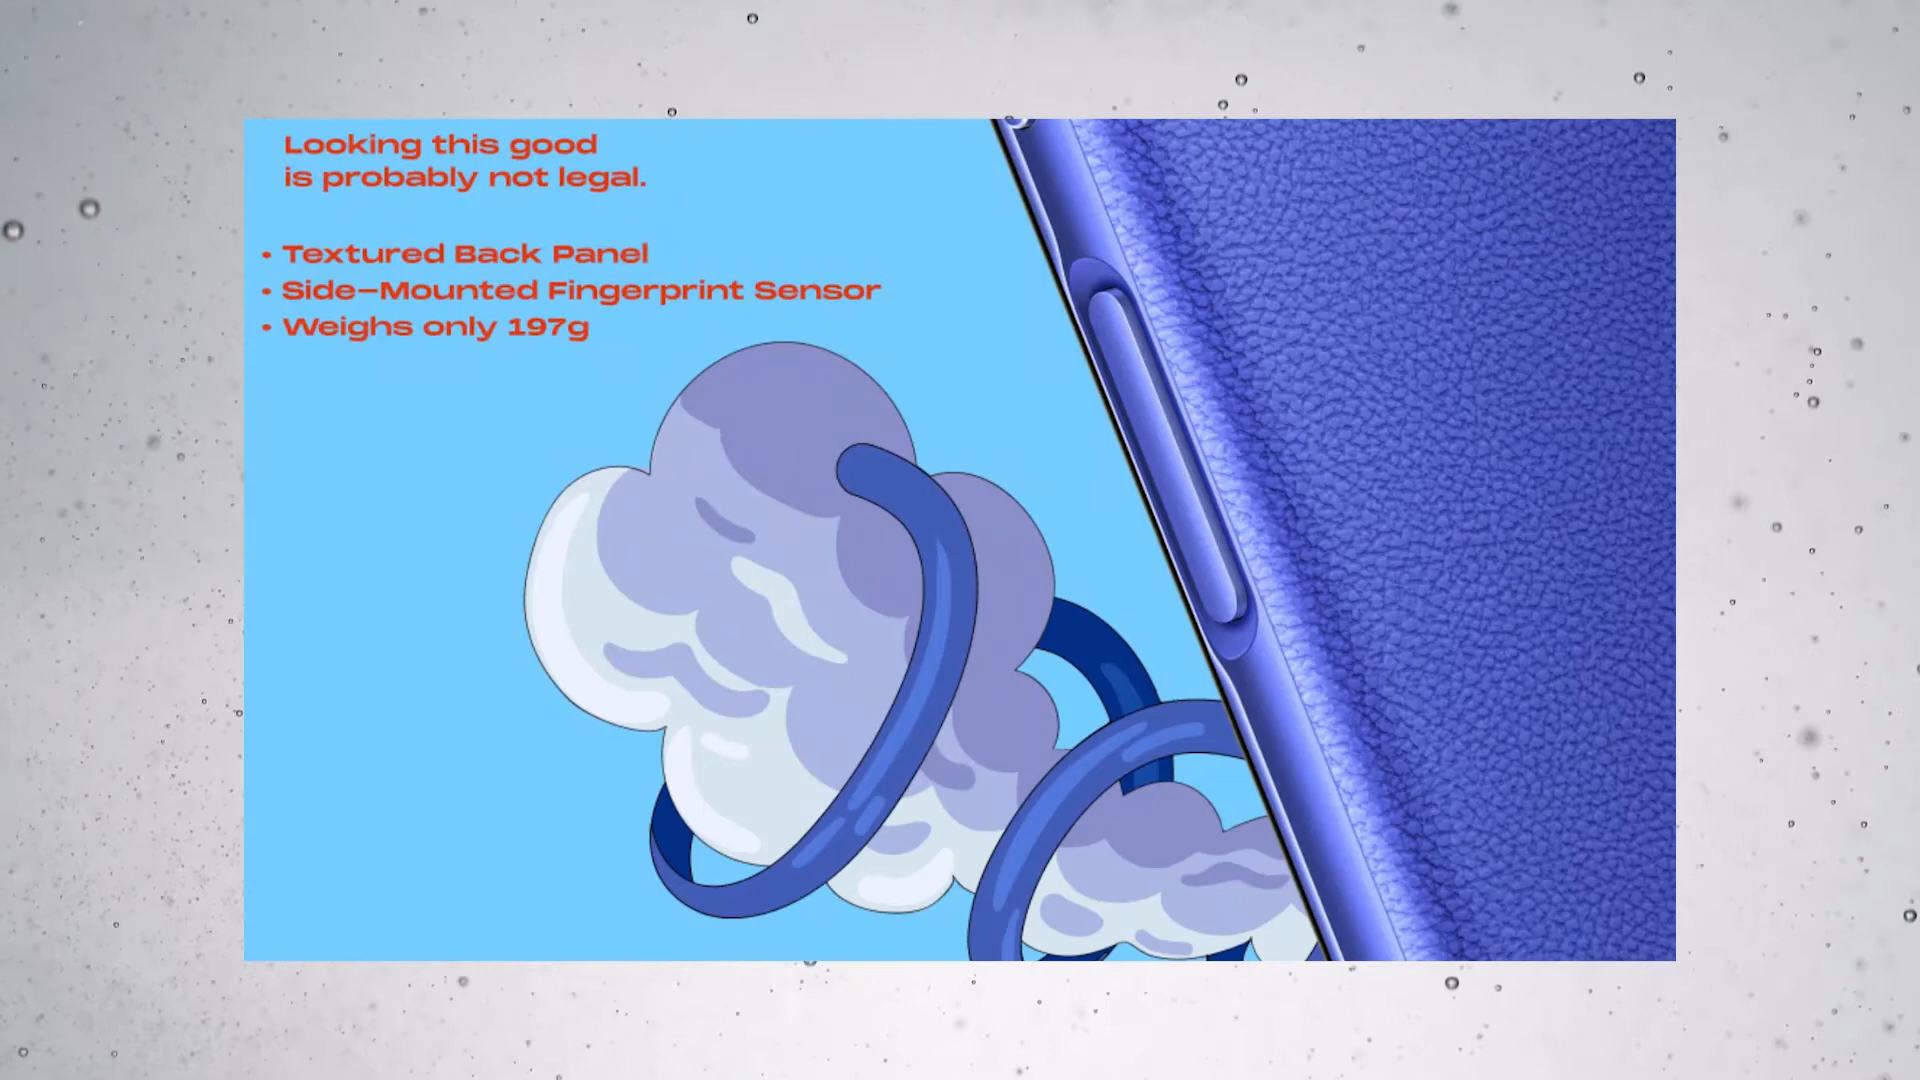 Looking this good
is probably not legal.
• Textured Back Panel
• Side-Mounted Fingerprint Sensor
• Weighs only 197g